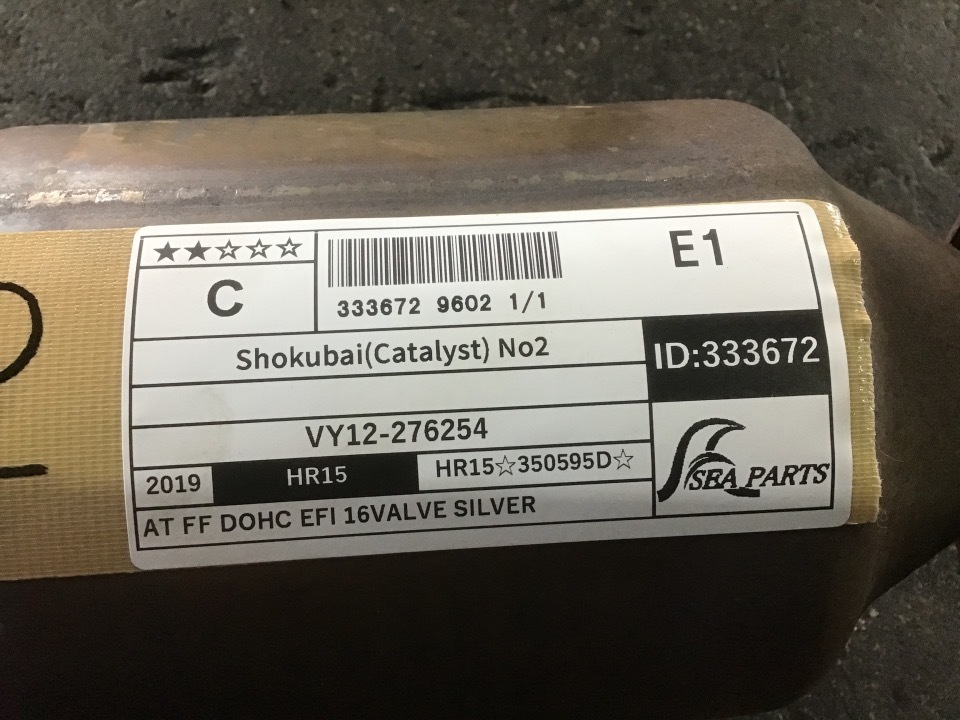 ★★☆☆☆
C
333672 9602 1/1
E1
Shokubai(Catalyst) No2
ID:333672
VY12-276254
2019 HR15 HR15☆350595D☆
SEA PARTS
AT FF DOHC EFI 16VALVE SILVER